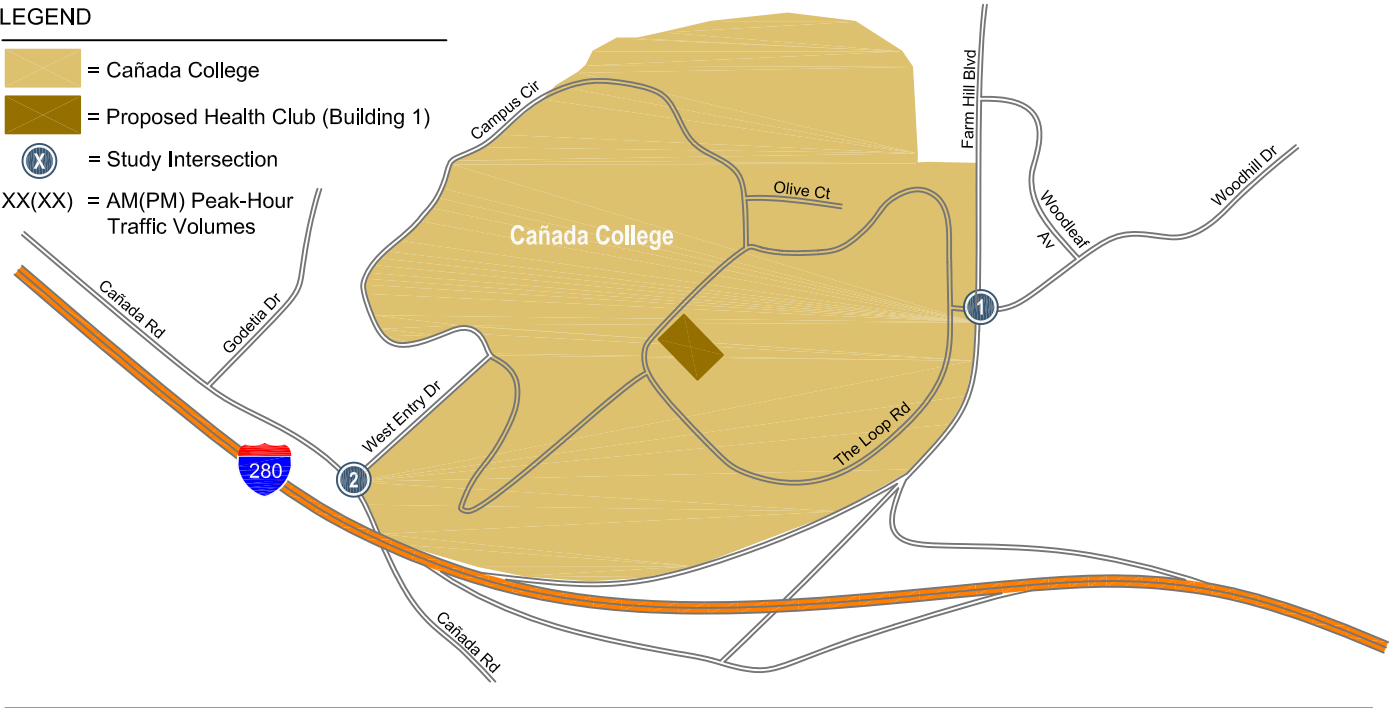 LEGEND
= Cañada College
= Proposed Health Club (Building 1)
X
= Study Intersection
XX(XX) = AM(PM) Peak-Hour
Traffic Volumes
Campus Cir
Farm Hill Blvd
Olive Ct
Woodleaf
Av
Woodhill Dr
Cañada College
Cañada Rd
Godetia Dr
1
West Entry Dr
The Loop Rd
280
2
Cañada Rd